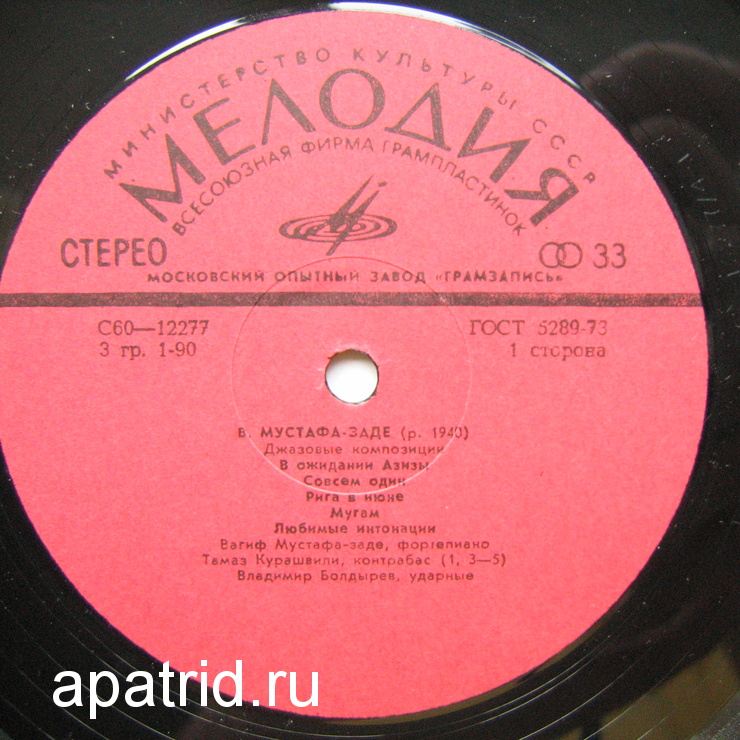 МИНИСТЕРСТВО КУЛЬТУРЫ СССР
МЕЛОДИЯ
ВСЕСОЮЗНАЯ ФИРМА ГРАМПЛАСТИНОК
СТЕРЕО 33
МОСКОВСКИЙ ОПЫТНЫЙ ЗАВОД «ГРАМЗАПИСЬ»
С60—12277 ГОСТ 5289-73
3 гр. 1-90 1 сторона
В. МУСТАФА-ЗАДЕ (р. 1940)
Джазовые композиции
В ожидании Азизы
Совсем один
Рига в июне
Мугам
Любимые интонации
Вагиф Мустафа-заде, фортепиано
Тамаз Курашвили, контрабас (1, 3—5)
Владимир Болдырев, ударные
apatrid.ru